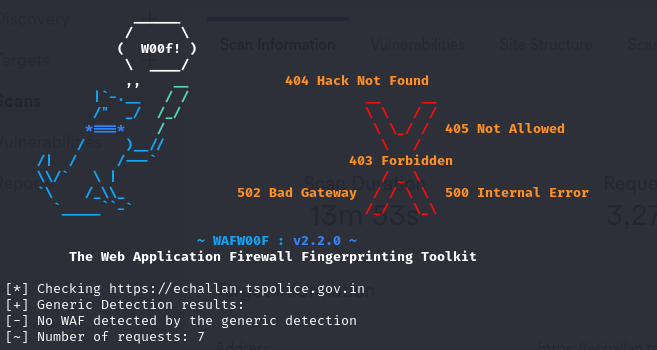 Discovery
W00f!
Scan Information
Vulnerabilities
Site Structure
Targets
404 Hack Not Found
Scans
405 Not Allowed
Vulnerabilities
403 Forbidden
502 Bad Gateway
500 Internal Error
Scan Duration
13m 53s
3,27
~ WAFW00F : v2.2.0 ~
The Web Application Firewall Fingerprinting Toolkit
[*] Checking https://echallan.tspolice.gov.in
[+] Generic Detection results:
[-] No WAF detected by the generic detection
[~] Number of requests: 7
Address